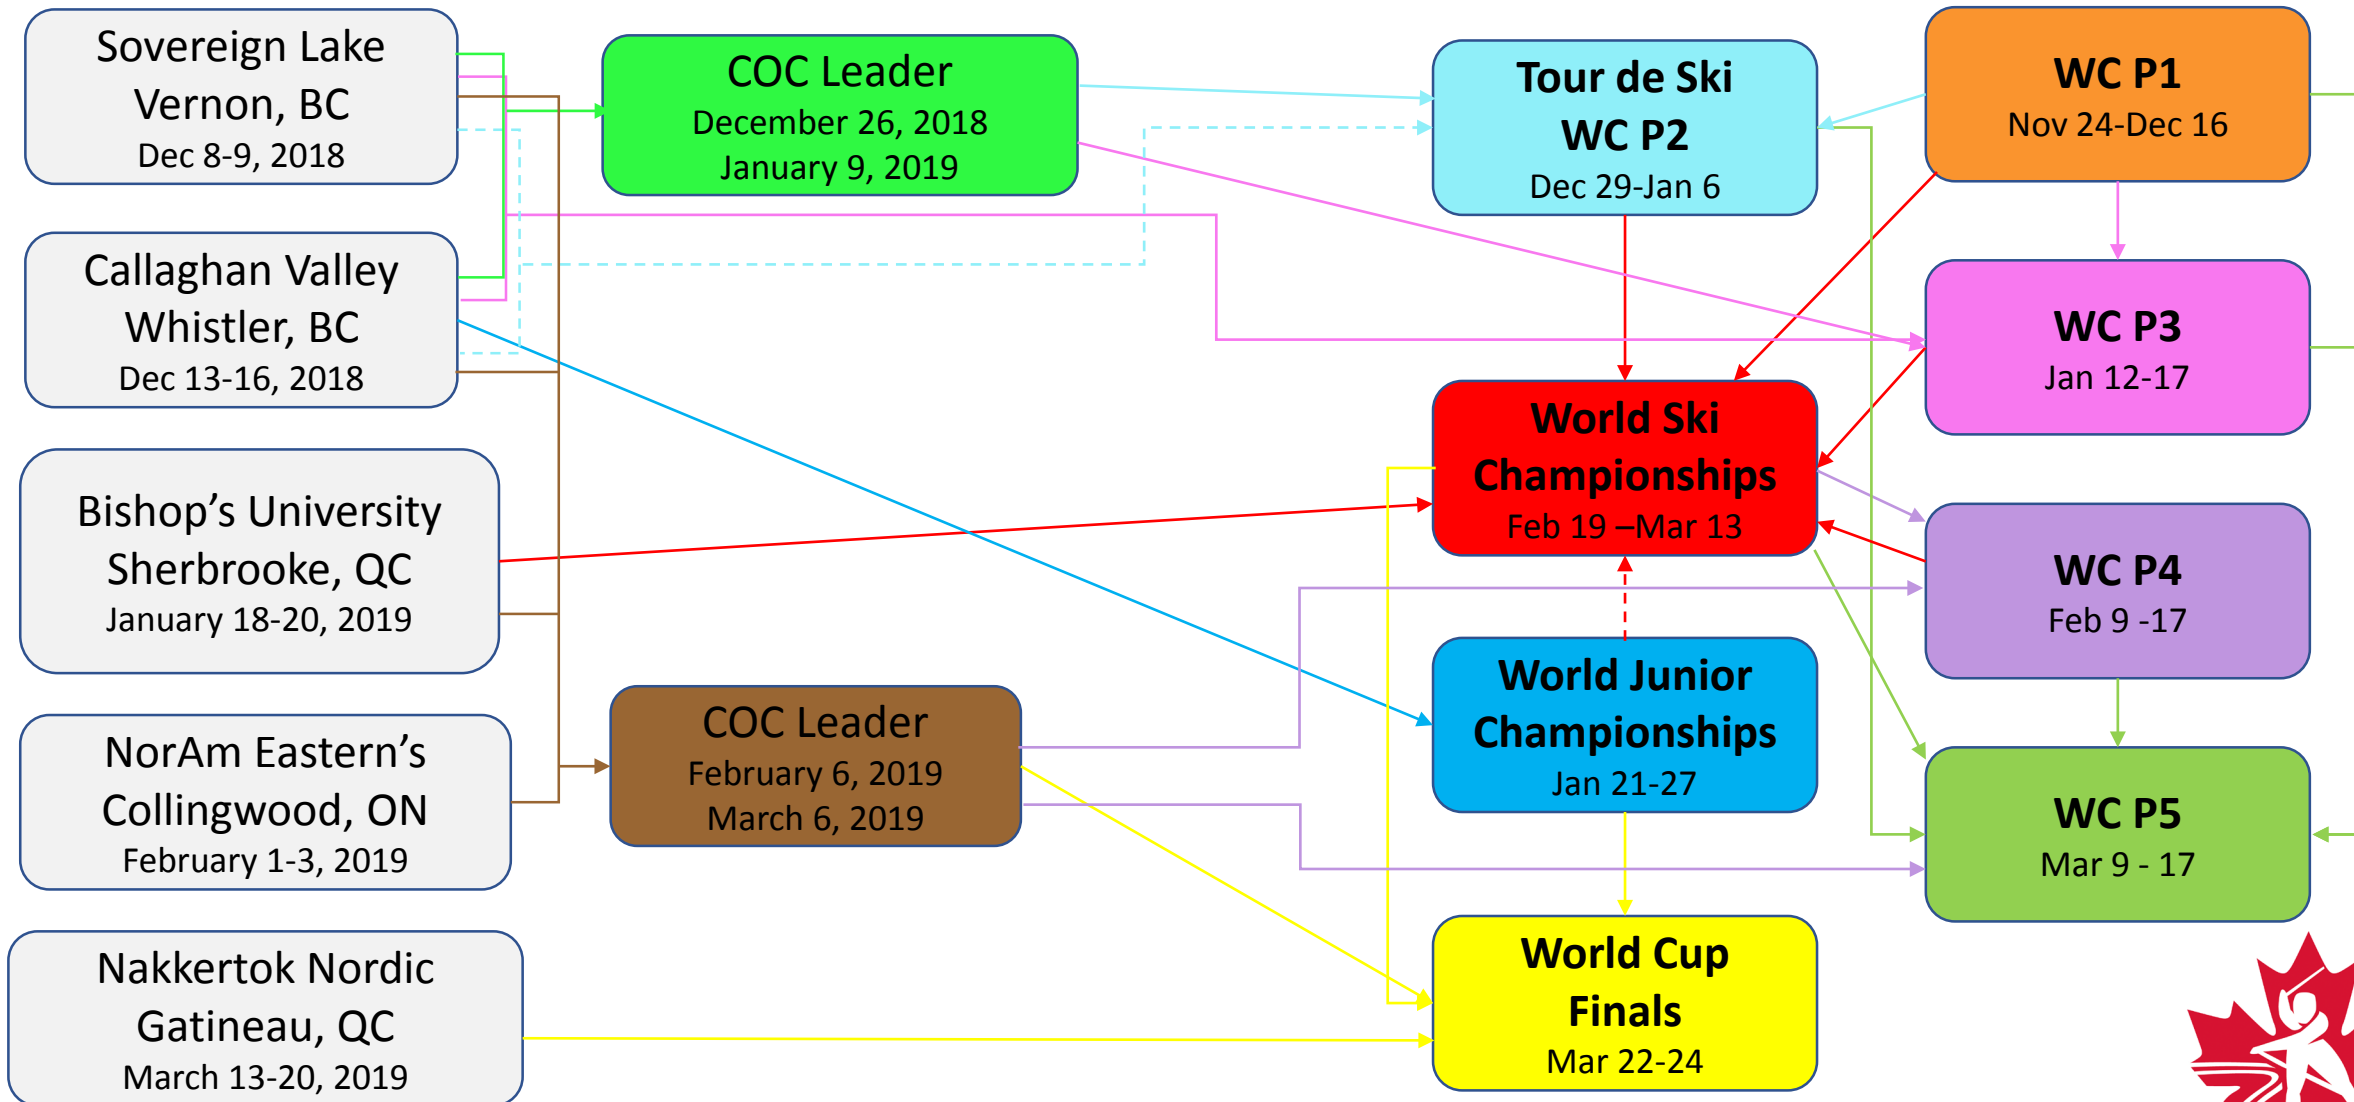 Sovereign Lake
Vernon, BC
Dec 8-9, 2018
Callaghan Valley
Whistler, BC
Dec 13-16, 2018
Bishop’s University
Sherbrooke, QC
January 18-20, 2019
NorAm Eastern’s
Collingwood, ON
February 1-3, 2019
Nakkertok Nordic
Gatineau, QC
March 13-20, 2019
COC Leader
December 26, 2018
January 9, 2019
COC Leader
February 6, 2019
March 6, 2019
Tour de Ski
WC P2
Dec 29-Jan 6
World Ski
Championships
Feb 19 –Mar 13
World Junior
Championships
Jan 21-27
World Cup
Finals
Mar 22-24
WC P1
Nov 24-Dec 16
WC P3
Jan 12-17
WC P4
Feb 9 -17
WC P5
Mar 9 - 17